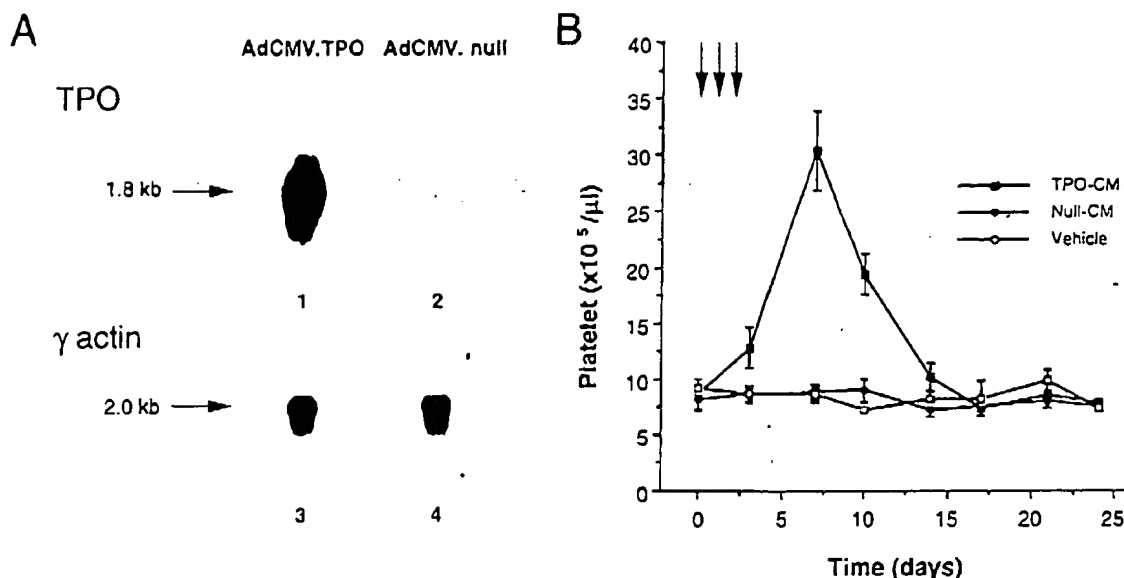 A
AdCMV.TPO AdCMV. null
TPO
1.8 kb
1 2
γ actin
2.0 kb
3 4
B
40
35
30
25
20
15
10
5
0
Platelet (x10 5/μl)
TPO-CM
Null-CM
Vehicle
0 5 10 15 20 25
Time (days)